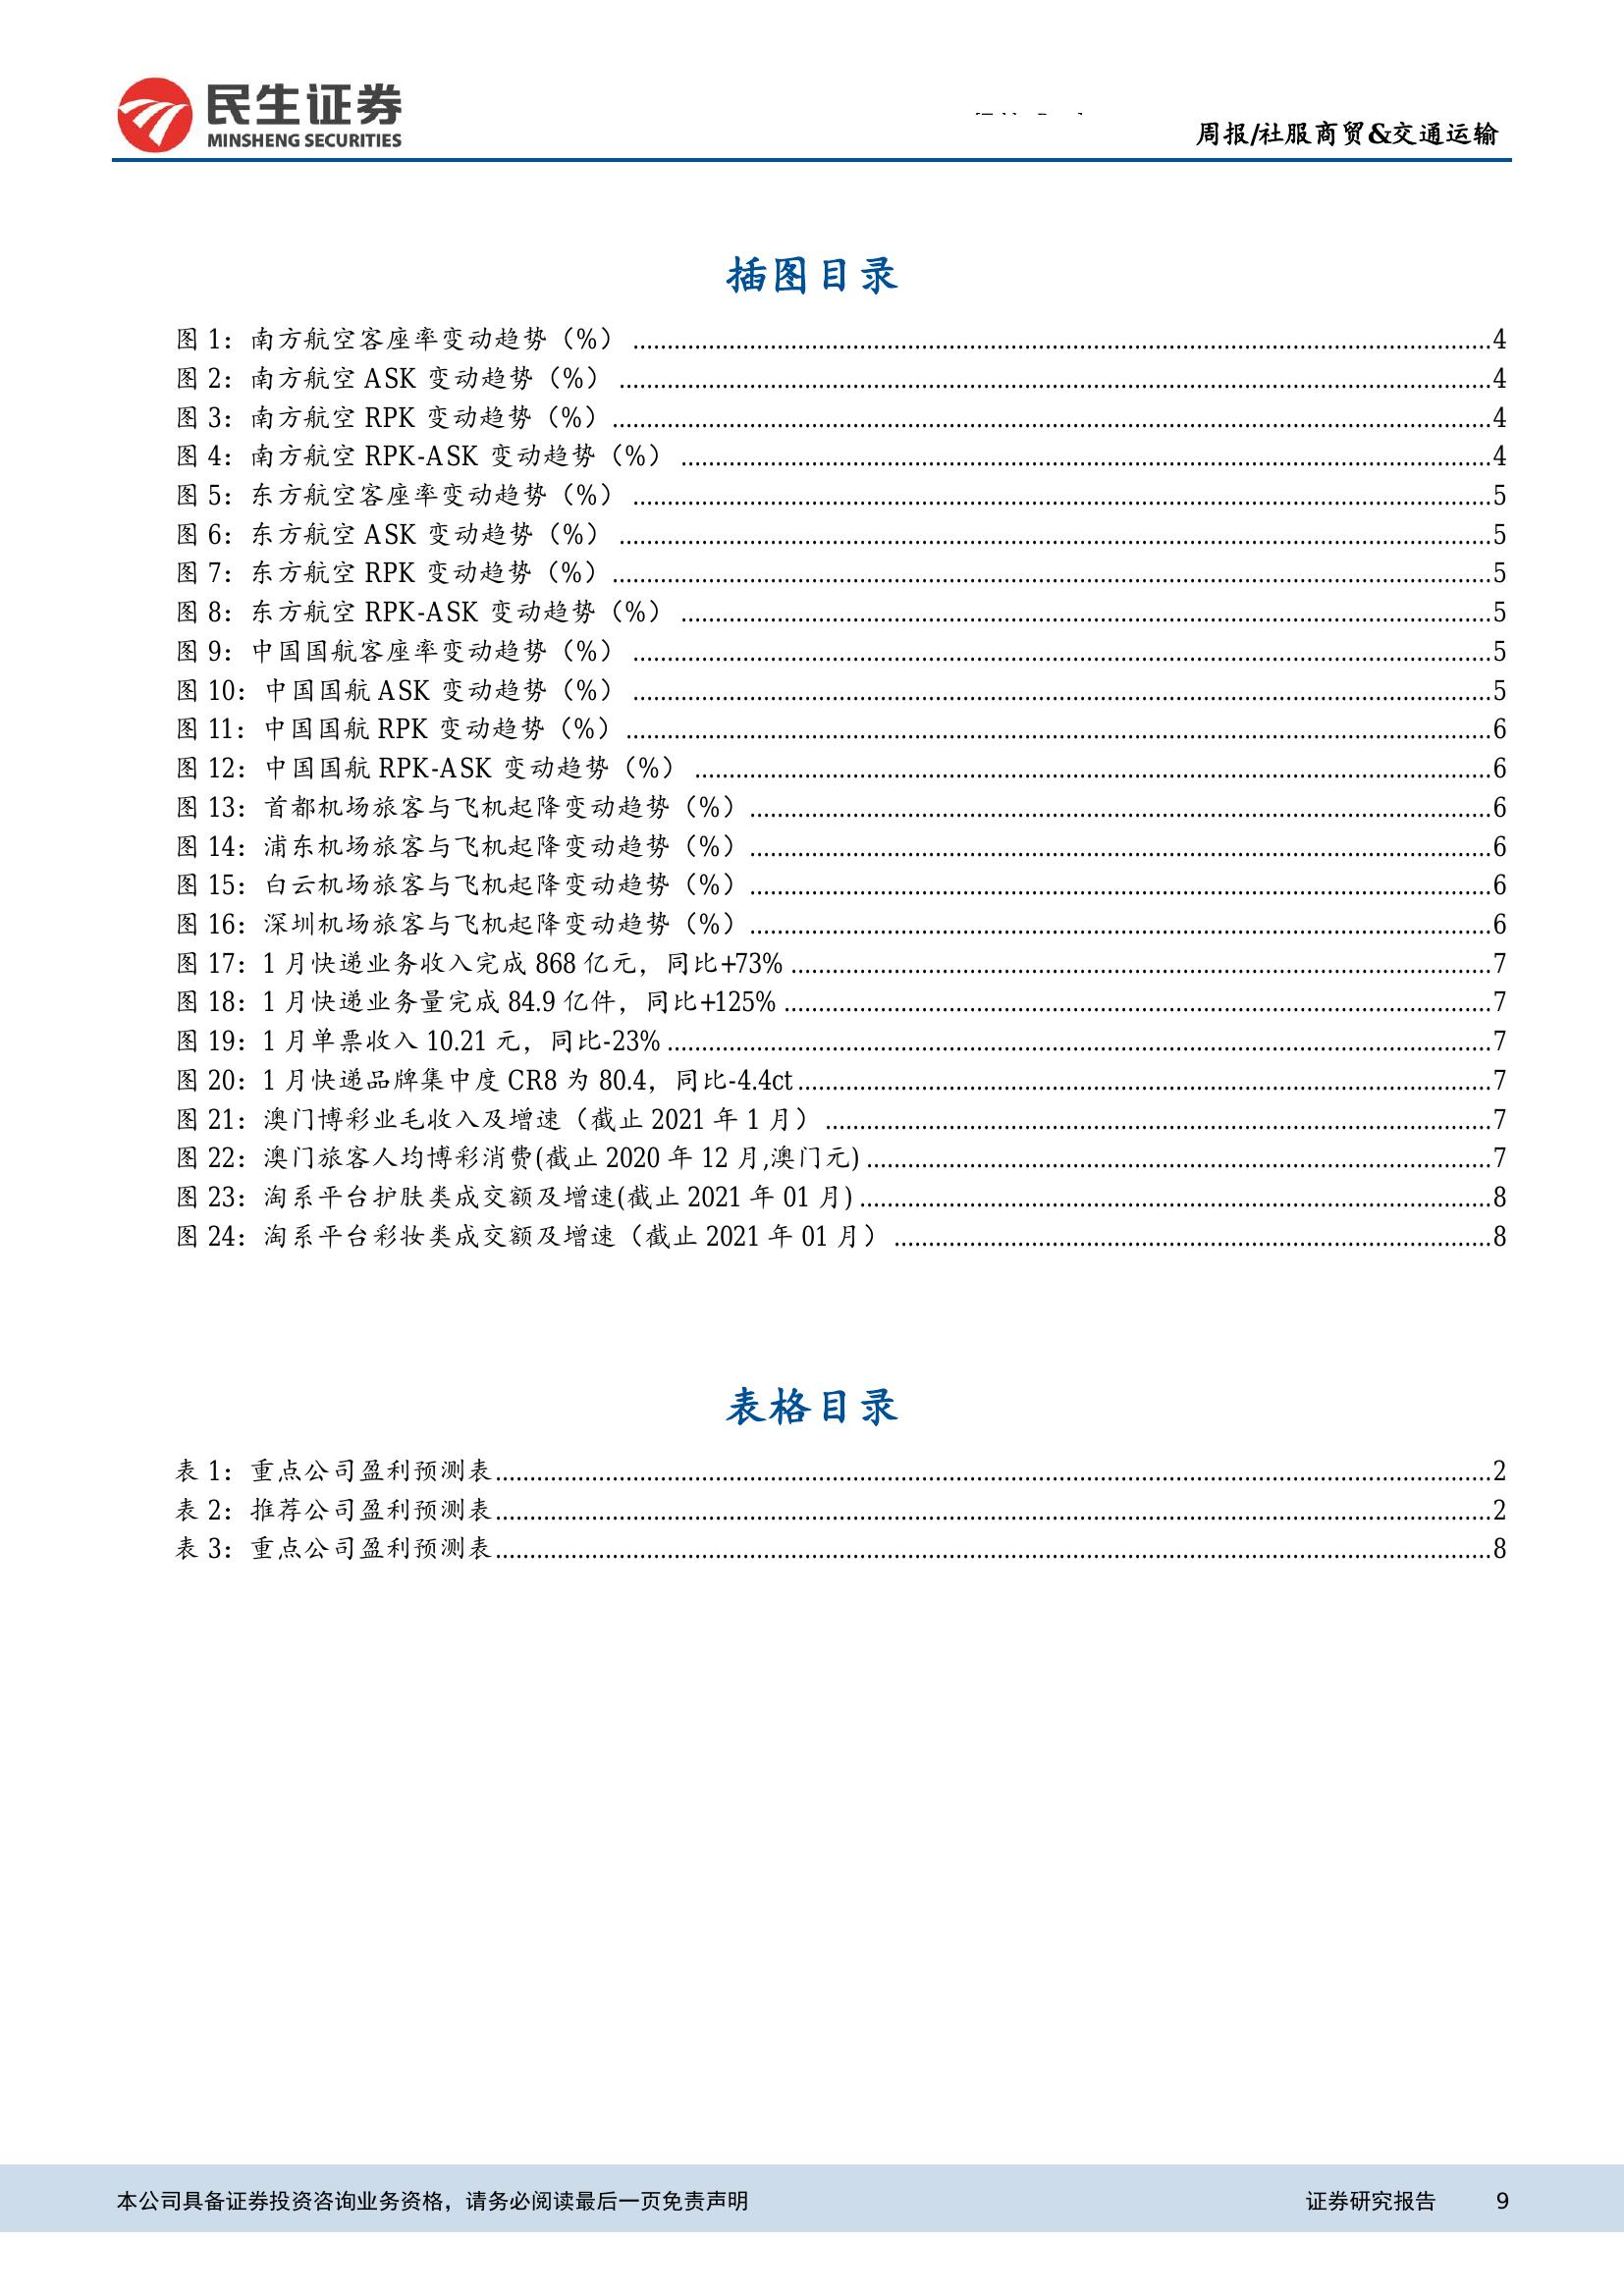 民生证券
MINSHENG SECURITIES
周报/社服商贸&交通运输
插图目录
图 1：南方航空客座率变动趋势（%）........4
图 2：南方航空 ASK 变动趋势（%）........4
图 3：南方航空 RPK 变动趋势（%）........4
图 4：南方航空 RPK-ASK 变动趋势（%）........4
图 5：东方航空客座率变动趋势（%）........5
图 6：东方航空 ASK 变动趋势（%）........5
图 7：东方航空 RPK 变动趋势（%）........5
图 8：东方航空 RPK-ASK 变动趋势（%）........5
图 9：中国国航客座率变动趋势（%）........5
图 10：中国国航 ASK 变动趋势（%）........5
图 11：中国国航 RPK 变动趋势（%）........6
图 12：中国国航 RPK-ASK 变动趋势（%）........6
图 13：首都机场旅客与飞机起降变动趋势（%）........6
图 14：浦东机场旅客与飞机起降变动趋势（%）........6
图 15：白云机场旅客与飞机起降变动趋势（%）........6
图 16：深圳机场旅客与飞机起降变动趋势（%）........6
图 17：1 月快递业务收入完成 868 亿元，同比+73%........7
图 18：1 月快递业务量完成 84.9 亿件，同比+125%........7
图 19：1 月单票收入 10.21 元，同比-23%........7
图 20：1 月快递品牌集中度 CR8 为 80.4，同比-4.4ct........7
图 21：澳门博彩业毛收入及增速（截止 2021 年 1 月）........7
图 22：澳门旅客人均博彩消费(截止 2020 年 12 月,澳门元)........7
图 23：淘系平台护肤类成交额及增速(截止 2021 年 01 月)........8
图 24：淘系平台彩妆类成交额及增速（截止 2021 年 01 月）........8
表格目录
表 1：重点公司盈利预测表........2
表 2：推荐公司盈利预测表........2
表 3：重点公司盈利预测表........8
本公司具备证券投资咨询业务资格，请务必阅读最后一页免责声明 证券研究报告 9